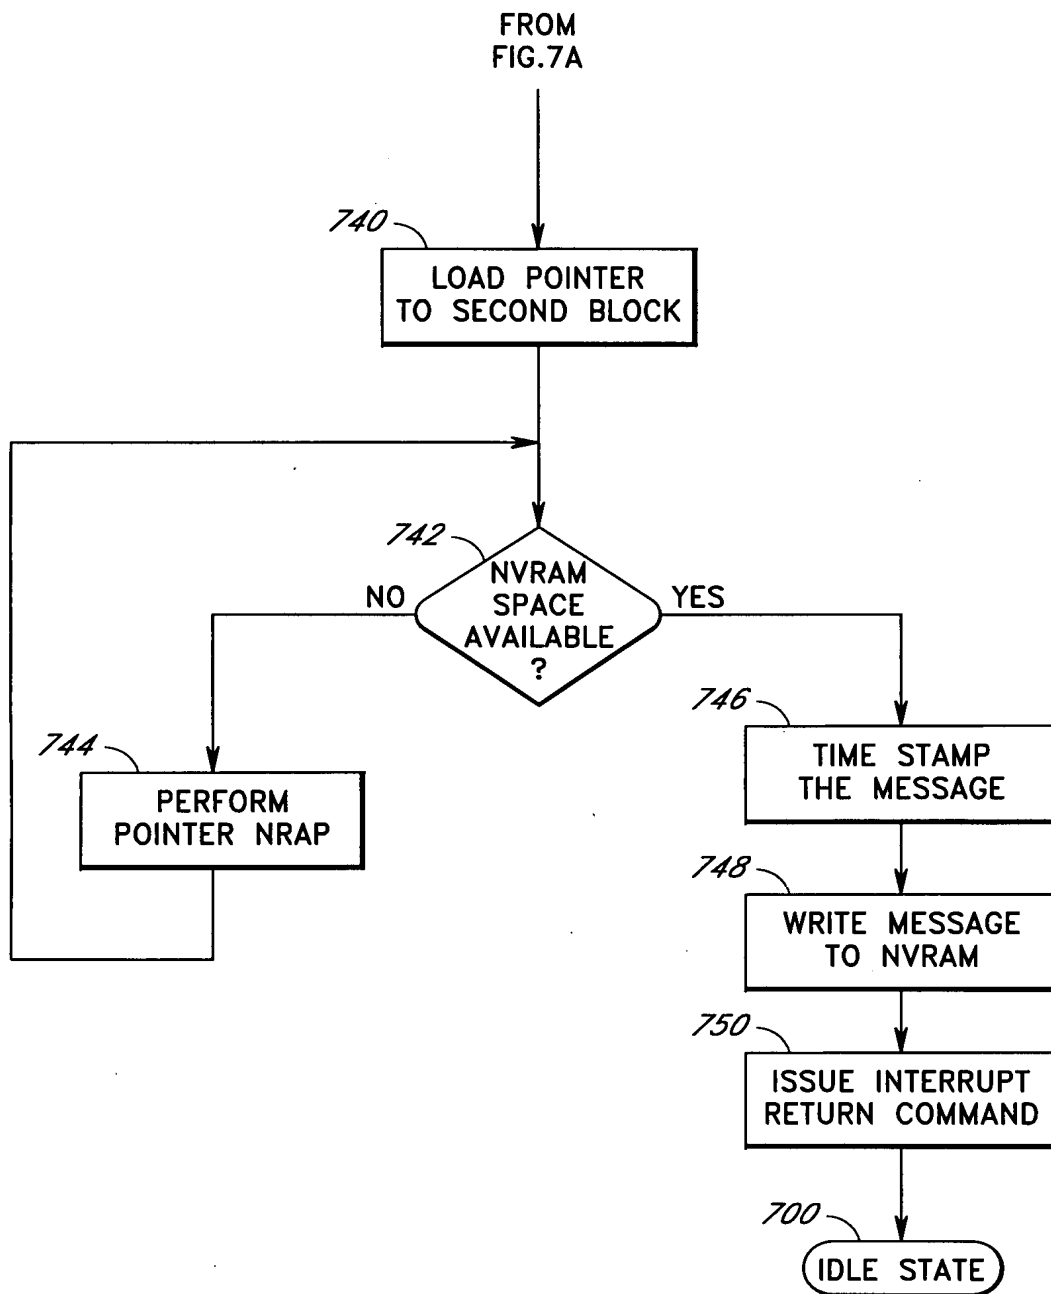 FROM
FIG.7A
740
LOAD POINTER
TO SECOND BLOCK
742
NVRAM
SPACE
AVAILABLE
?
NO
YES
744
PERFORM
POINTER NRAP
746
TIME STAMP
THE MESSAGE
748
WRITE MESSAGE
TO NVRAM
750
ISSUE INTERRUPT
RETURN COMMAND
700
IDLE STATE